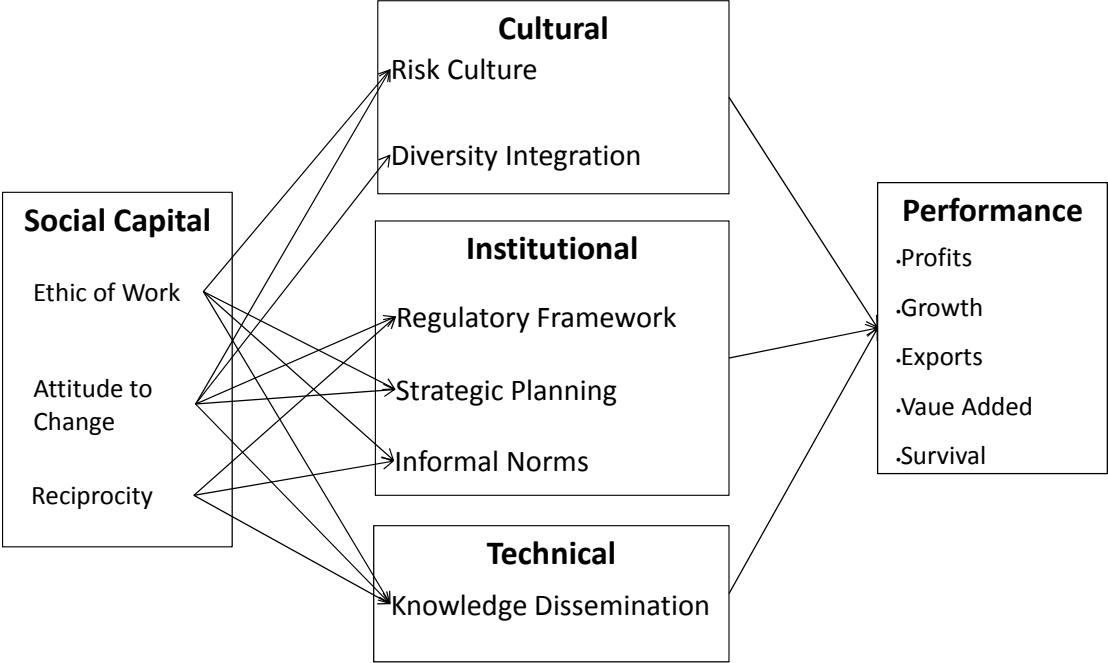 Social Capital
Ethic of Work
Attitude to
Change
Reciprocity
Cultural
Risk Culture
Diversity Integration
Institutional
Regulatory Framework
Strategic Planning
Informal Norms
Technical
Knowledge Dissemination
Performance
•Profits
•Growth
•Exports
•Vaue Added
•Survival